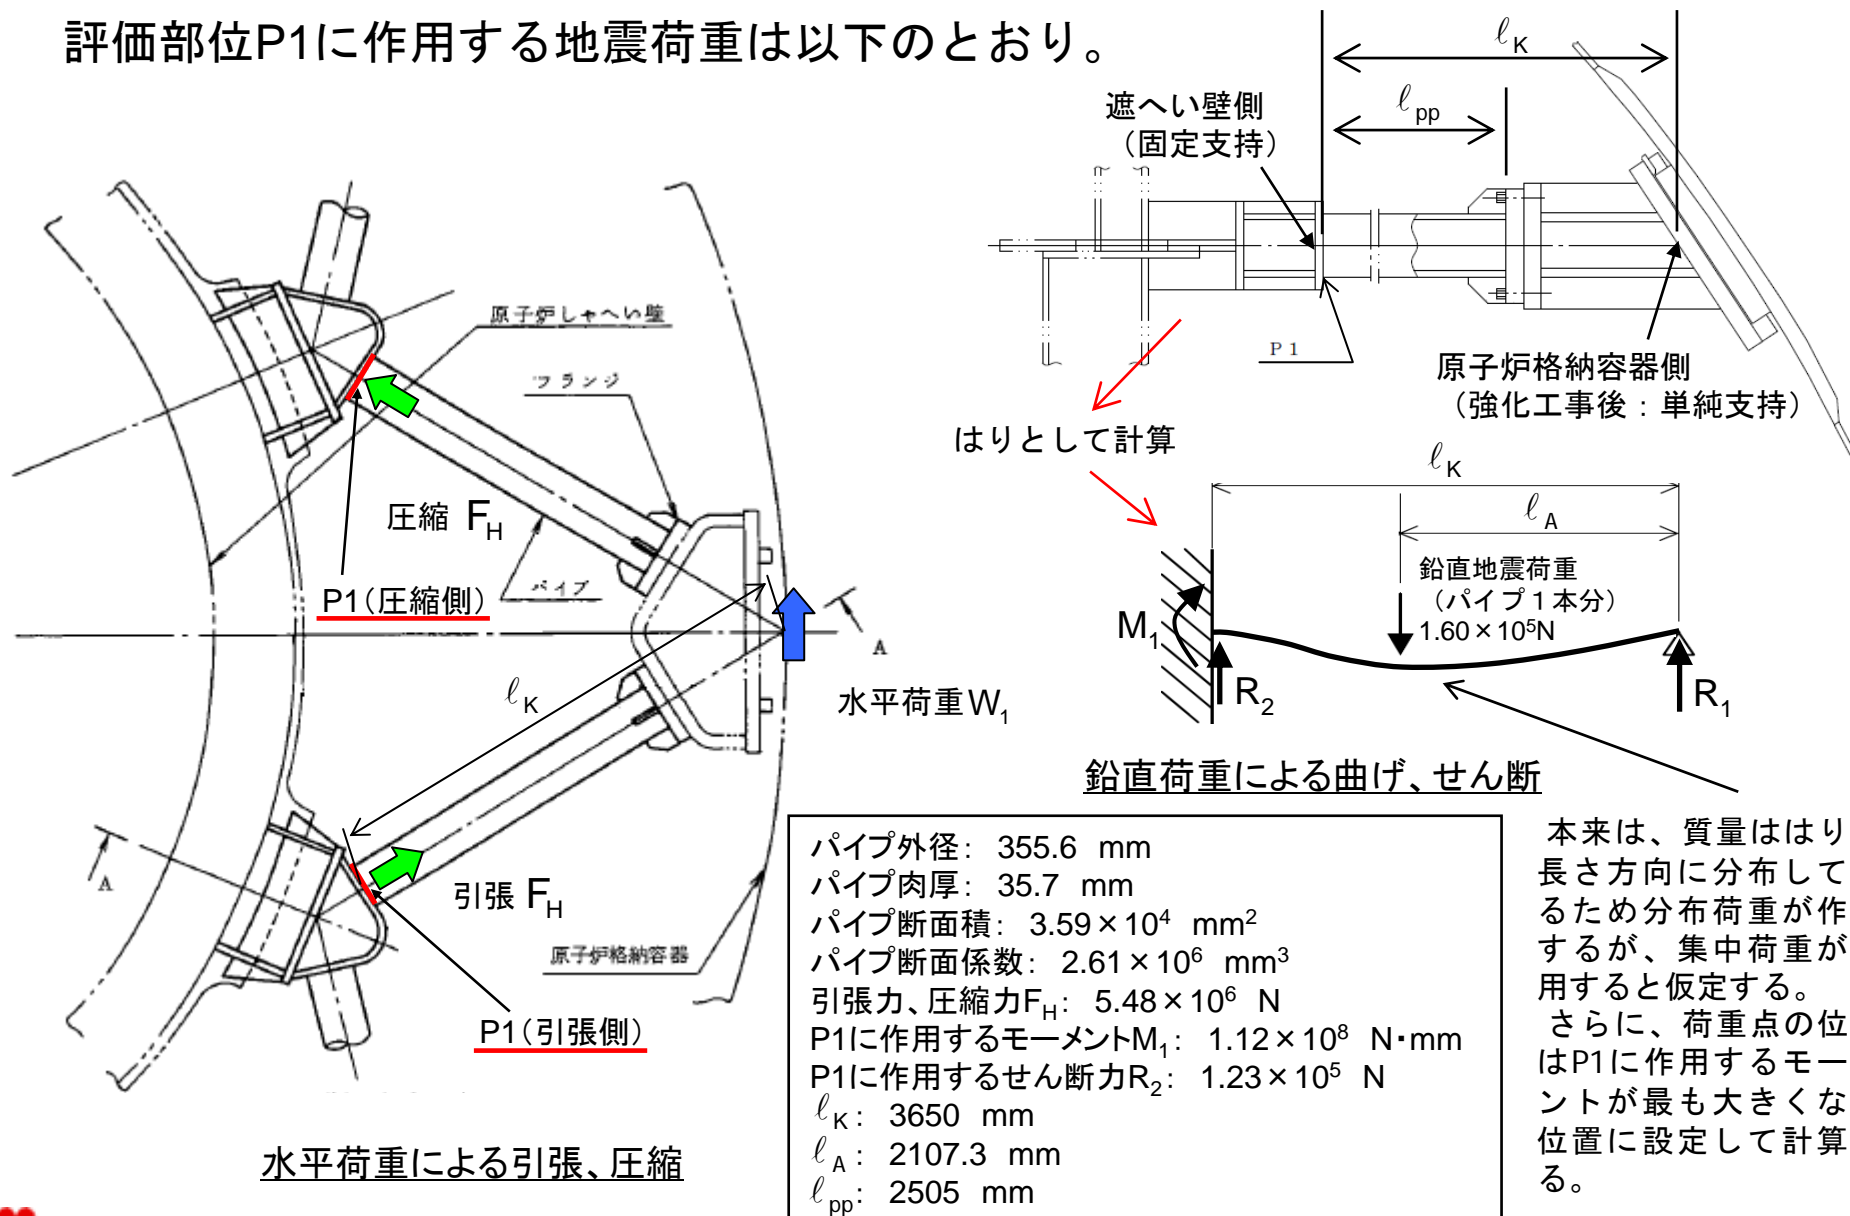 評価部位P1に作用する地震荷重は以下のとおり。
原子炉しゃへい壁
フランジ
圧縮 FH
パイプ
P1(圧縮側)
ℓK
A
水平荷重W1
A
引張 FH
原子炉格納容器
P1(引張側)
水平荷重による引張、圧縮
ℓK
ℓpp
遮へい壁側
(固定支持)
P1
原子炉格納容器側
(強化工事後:単純支持)
はりとして計算
ℓK
ℓA
鉛直地震荷重
(パイプ1本分)
1.60×10⁵N
M1
R2
R1
鉛直荷重による曲げ、せん断
パイプ外径: 355.6 mm
パイプ肉厚: 35.7 mm
パイプ断面積: 3.59×10⁴ mm²
パイプ断面係数: 2.61×10⁶ mm³
引張力、圧縮力FH: 5.48×10⁶ N
P1に作用するモーメントM1: 1.12×10⁸ N・mm
P1に作用するせん断力R2: 1.23×10⁵ N
ℓK: 3650 mm
ℓA: 2107.3 mm
ℓpp: 2505 mm
本来は、質量ははり
長さ方向に分布して
るため分布荷重が作
するが、集中荷重が
用すると仮定する。
さらに、荷重点の位
はP1に作用するモー
ントが最も大きくな
位置に設定して計算
る。